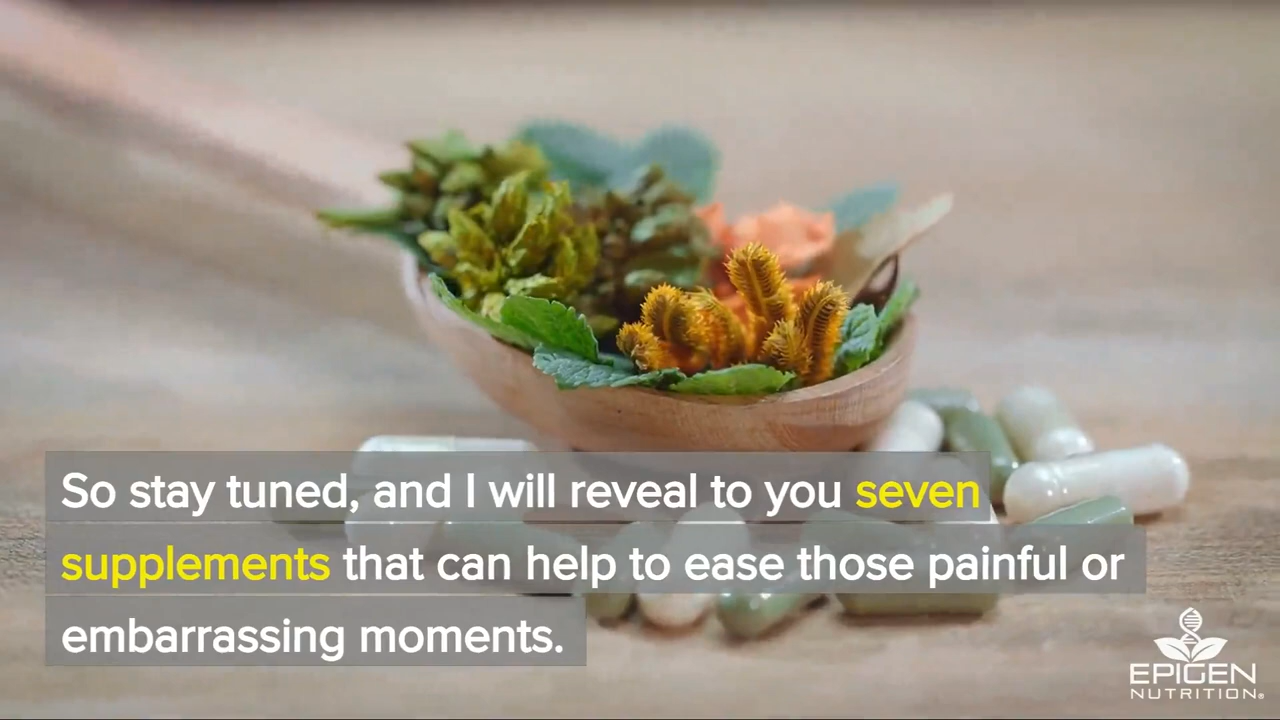 So stay tuned, and I will reveal to you seven
supplements that can help to ease those painful or
embarrassing moments.
EPIGEN
NUTRITION®